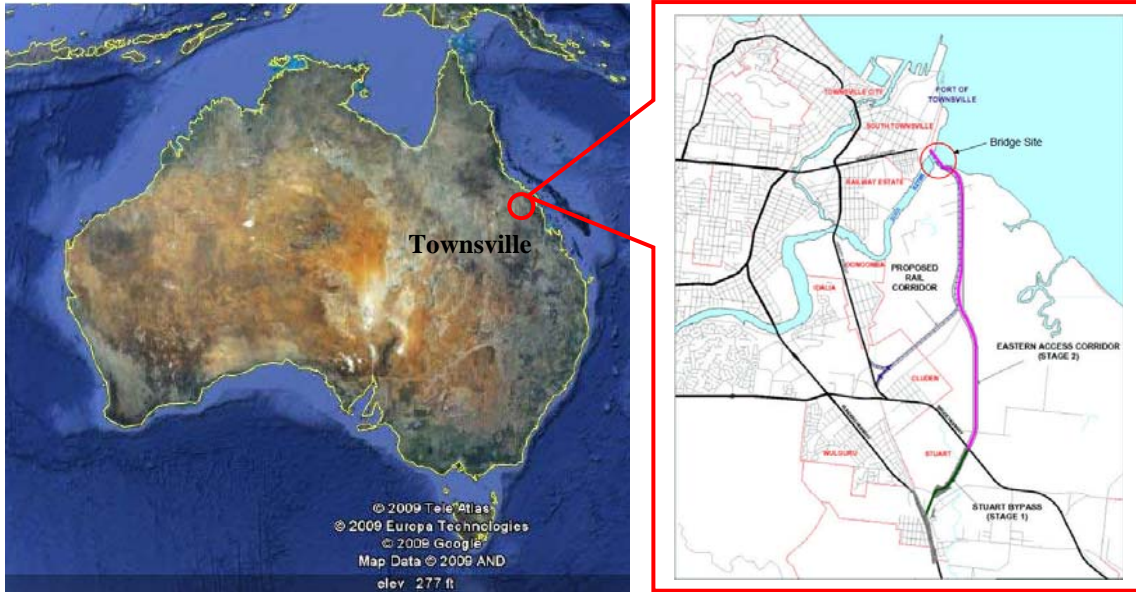 Townsville
© 2009 Tele Atlas
© 2009 Europa Technologies
© 2009 Google
Map Data © 2009 AND
elev 277 ft
TOWNSVILLE CITY
PORT OF
TOWNSVILLE
SOUTH TOWNSVILLE
Bridge Site
RAILWAY ESTATE
ROSS RIVER
OONOONBA
IDALIA
PROPOSED
RAIL
CORRIDOR
EASTERN ACCESS CORRIDOR
(STAGE 2)
CLUDEN
WULGURU
STUART
STUART BYPASS
(STAGE 1)